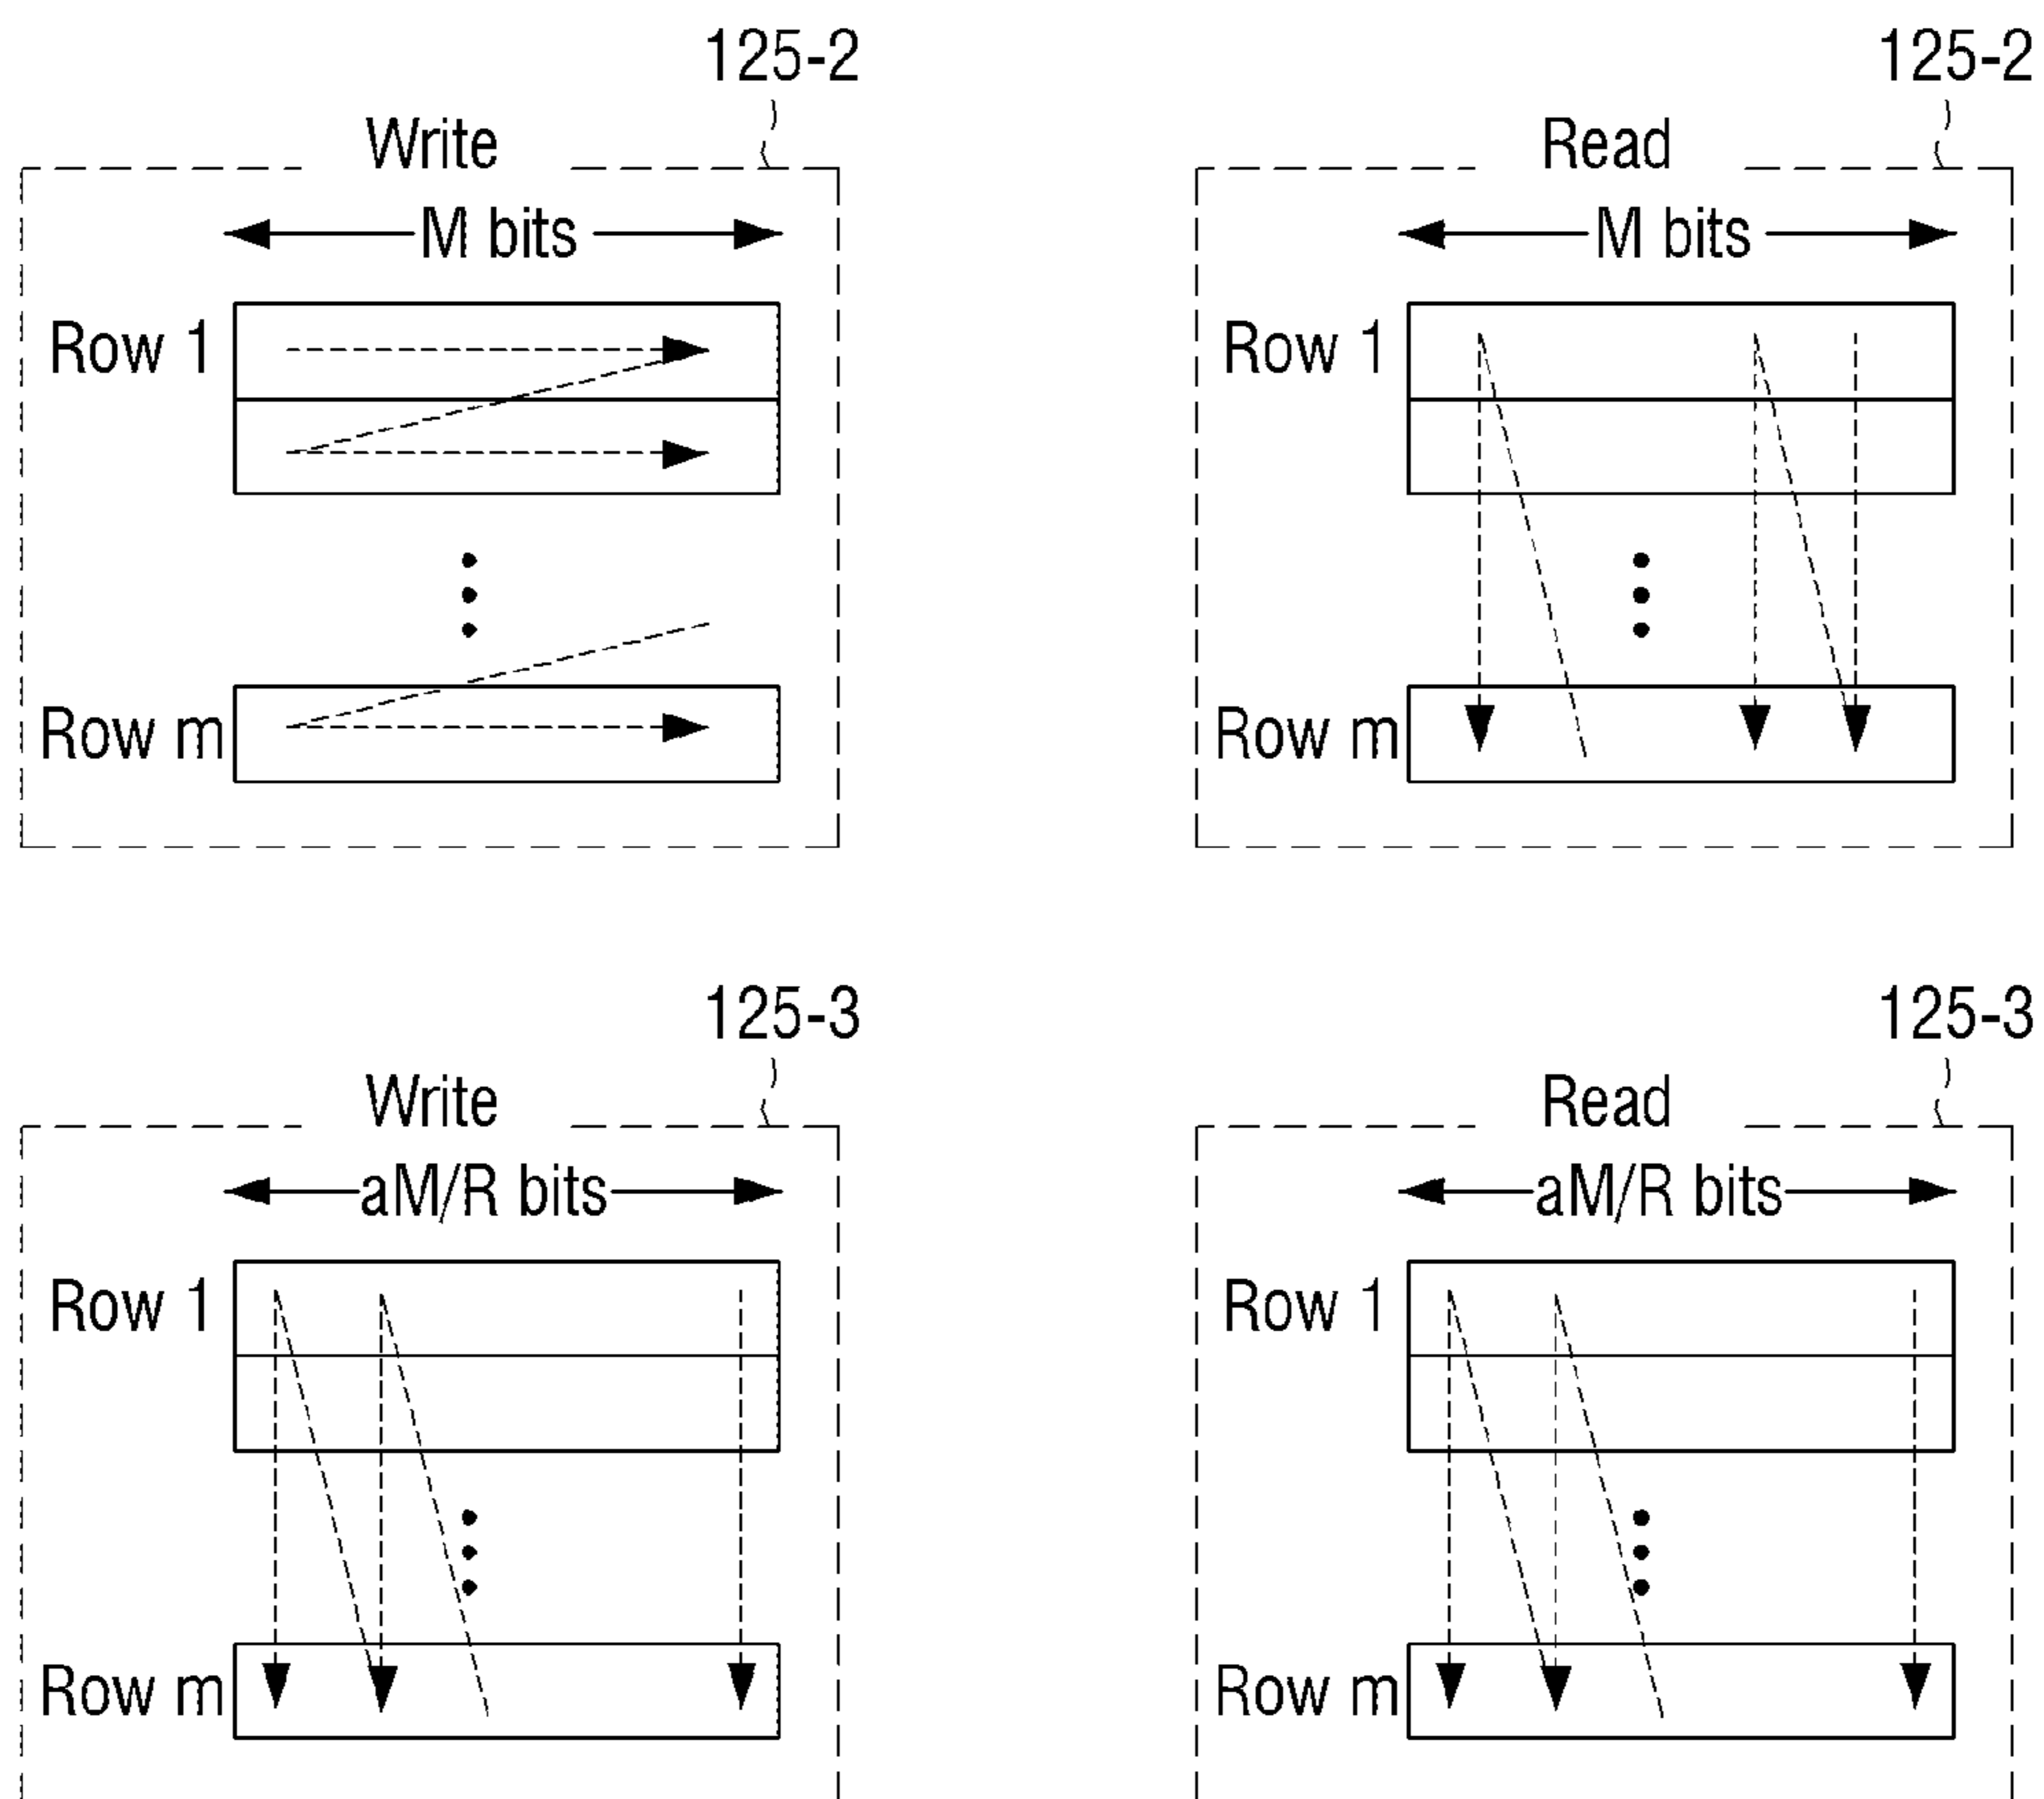 125-2
Write
M bits
Row 1
Row m
125-2
Read
M bits
Row 1
Row m
125-3
Write
aM/R bits
Row 1
Row m
125-3
Read
aM/R bits
Row 1
Row m